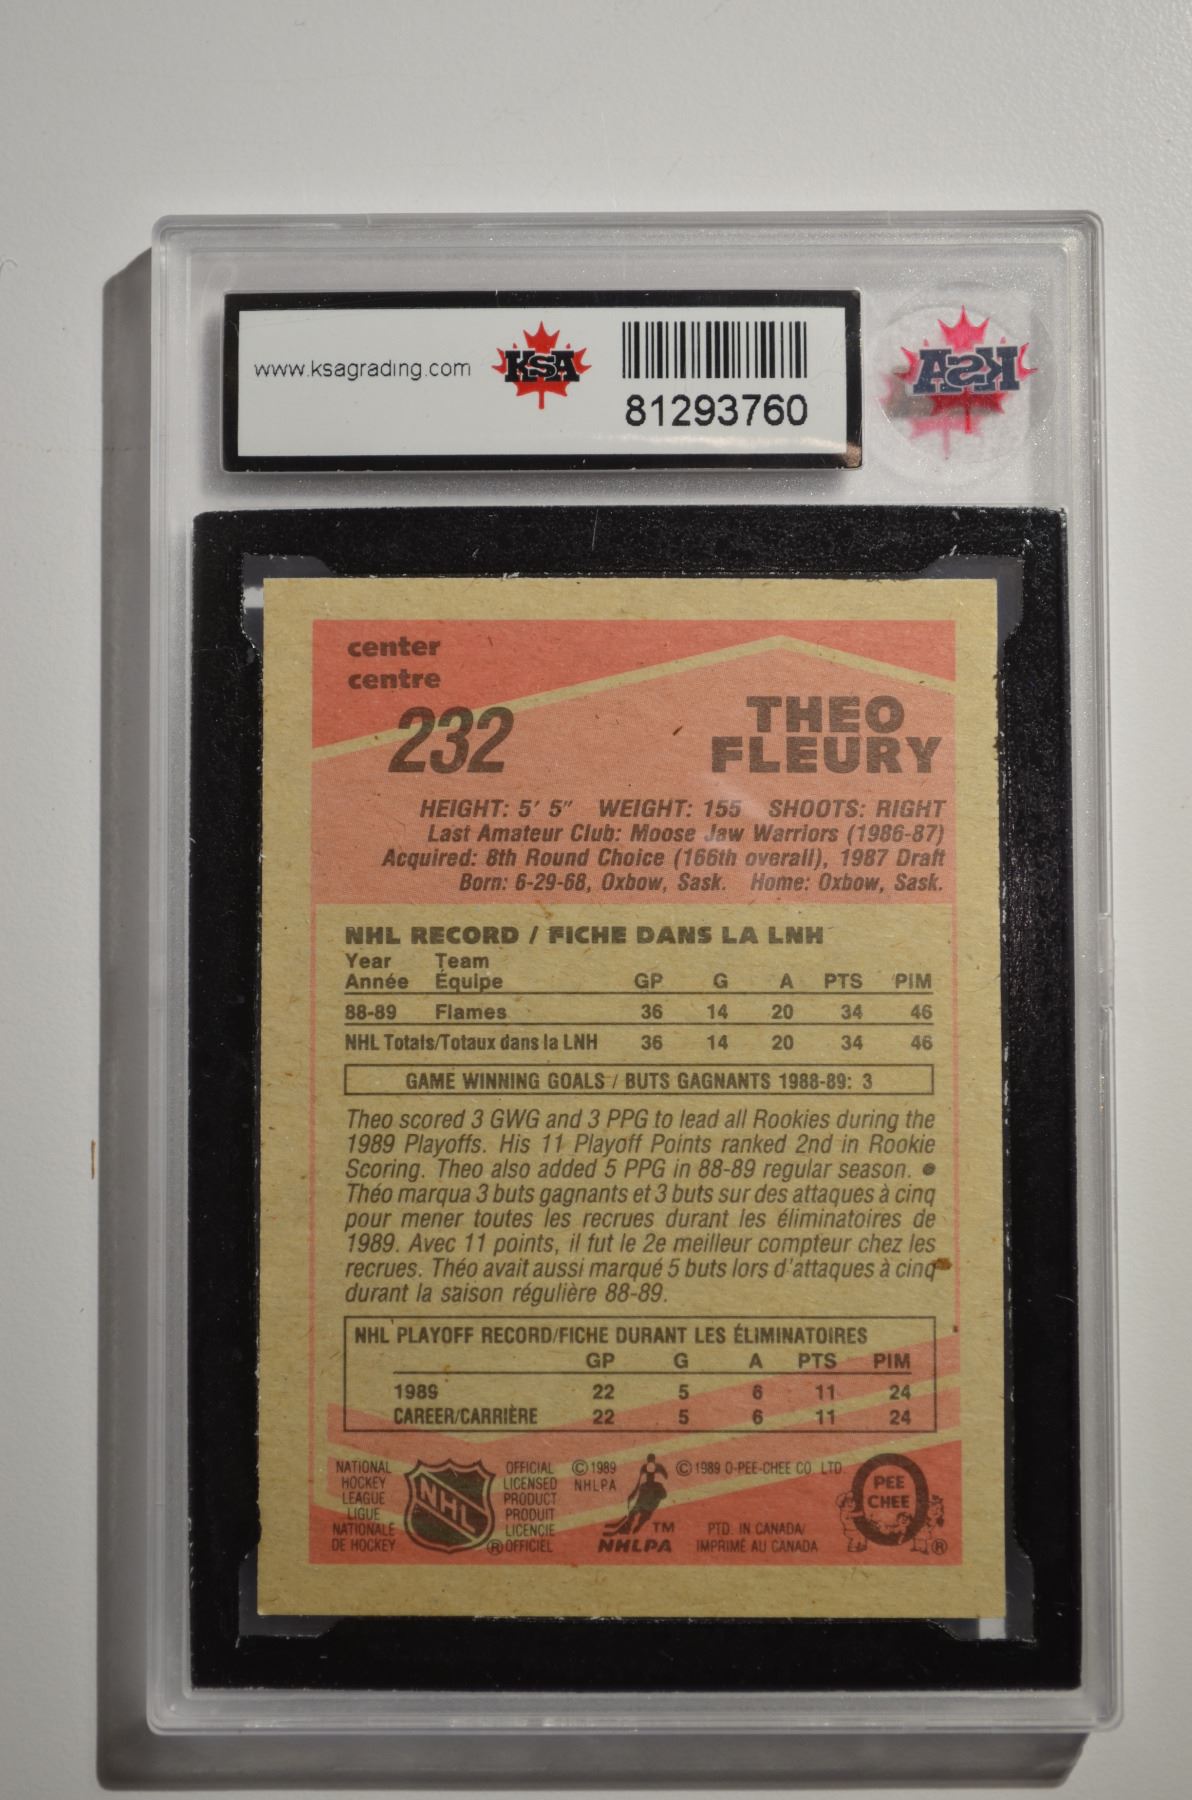 www.ksagrading.com
KSA
81293760
KSA
center
centre
232
THEO
FLEURY
HEIGHT: 5' 5" WEIGHT: 155 SHOOTS: RIGHT
Last Amateur Club: Moose Jaw Warriors (1986-87)
Acquired: 8th Round Choice (166th overall), 1987 Draft
Born: 6-29-68, Oxbow, Sask. Home: Oxbow, Sask.
NHL RECORD / FICHE DANS LA LNH
Year Team
Année Équipe GP G A PTS PIM
88-89 Flames 36 14 20 34 46
NHL Totals/Totaux dans la LNH 36 14 20 34 46
GAME WINNING GOALS / BUTS GAGNANTS 1988-89: 3
Theo scored 3 GWG and 3 PPG to lead all Rookies during the
1989 Playoffs. His 11 Playoff Points ranked 2nd in Rookie
Scoring. Theo also added 5 PPG in 88-89 regular season. •
Théo marqua 3 buts gagnants et 3 buts sur des attaques à cinq
pour mener toutes les recrues durant les éliminatoires de
1989. Avec 11 points, il fut le 2e meilleur compteur chez les
recrues. Théo avait aussi marqué 5 buts lors d'attaques à cinq
durant la saison régulière 88-89.
NHL PLAYOFF RECORD/FICHE DURANT LES ÉLIMINATOIRES
GP G A PTS PIM
1989 22 5 6 11 24
CAREER/CARRIÈRE 22 5 6 11 24
NATIONAL
HOCKEY
LEAGUE
LIGUE
NATIONALE
DE HOCKEY
NHL
OFFICIAL
LICENSED
PRODUCT
PRODUIT
LICENCIE
® OFFICIEL
© 1989
NHLPA
TM
NHLPA
© 1989 O-PEE-CHEE CO. LTD.
PTD. IN CANADA/
IMPRIMÉ AU CANADA
PEE
CHEE
®